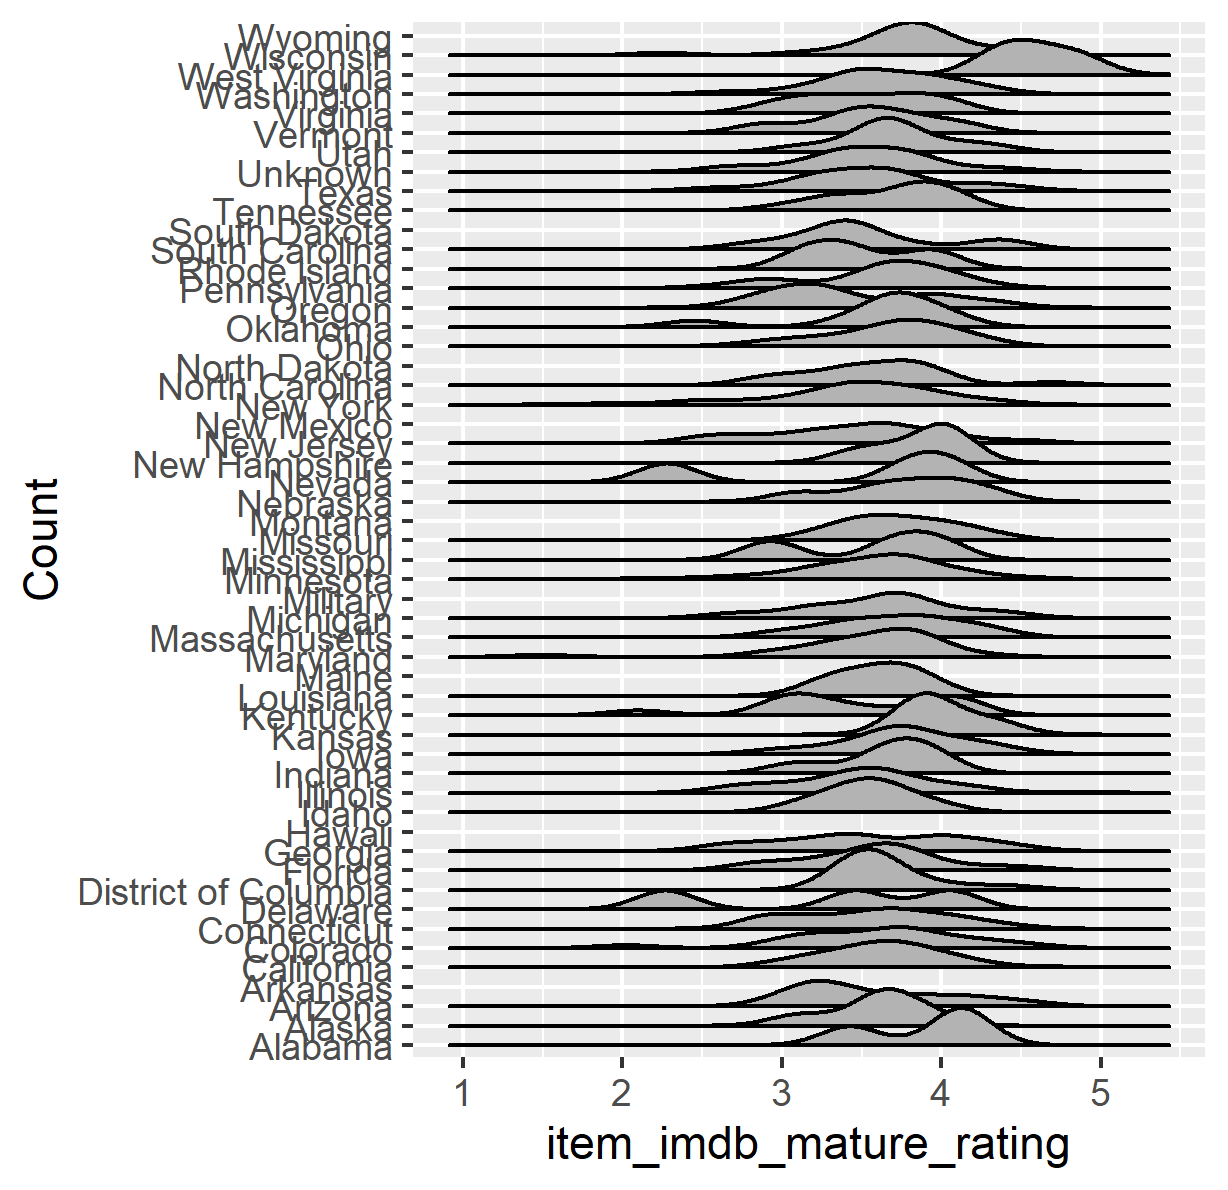 Wyoming
Wisconsin
West Virginia
Washington
Virginia
Vermont
Utah
Unknown
Texas
Tennessee
South Dakota
South Carolina
Rhode Island
Pennsylvania
Oregon
Oklahoma
Ohio
North Dakota
North Carolina
New York
New Mexico
New Jersey
New Hampshire
Nevada
Nebraska
Montana
Missouri
Mississippi
Minnesota
Military
Michigan
Massachusetts
Maryland
Maine
Louisiana
Kentucky
Kansas
Iowa
Indiana
Illinois
Idaho
Hawaii
Georgia
Florida
District of Columbia
Delaware
Connecticut
Colorado
California
Arkansas
Arizona
Alaska
Alabama
Count
1 2 3 4 5
item_imdb_mature_rating